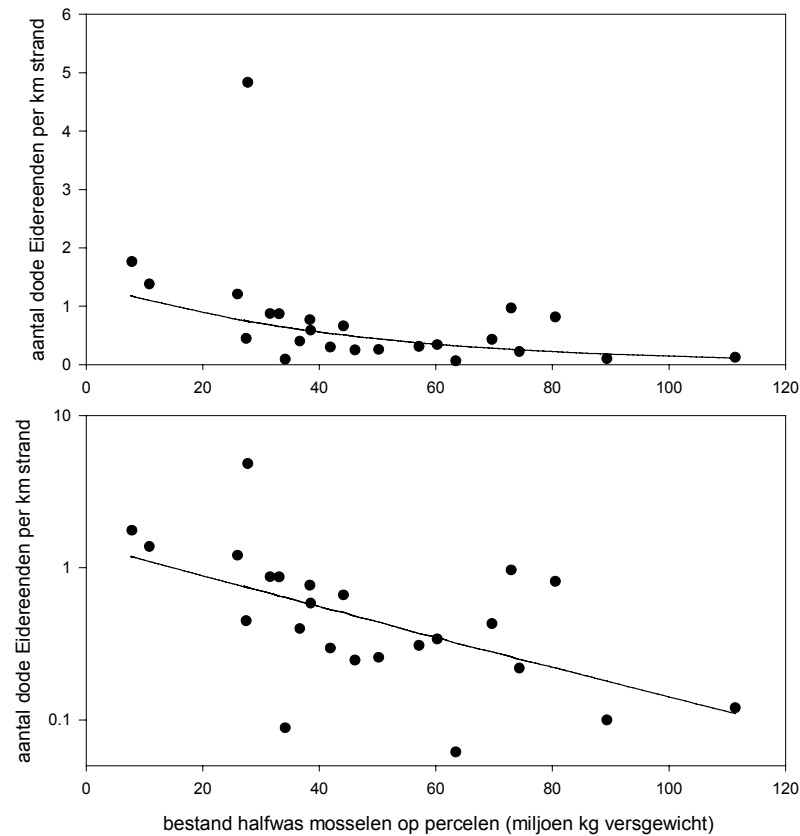 aantal dode Eidereenden per km strand
6
5
4
3
2
1
0
0 20 40 60 80 100 120
aantal dode Eidereenden per km strand
10
1
0.1
0 20 40 60 80 100 120
bestand halfwas mosselen op percelen (miljoen kg versgewicht)